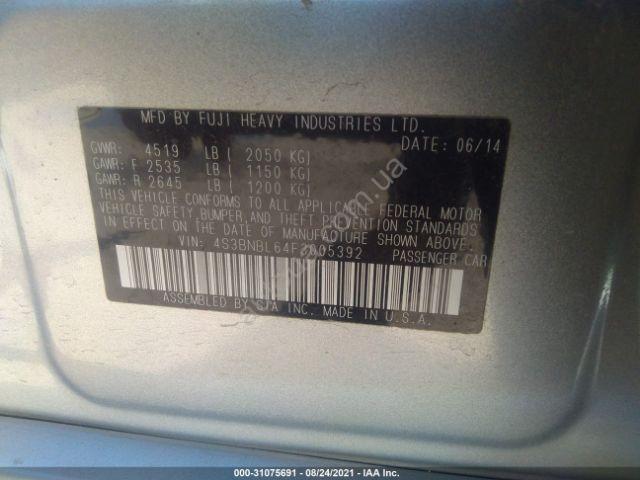 MFD BY FUJI HEAVY INDUSTRIES LTD.
DATE: 06/14
GVWR: 4519 LB ( 2050 KG)
GAWR: F 2535 LB ( 1150 KG)
GAWR: R 2645 LB ( 1200 KG)
THIS VEHICLE CONFORMS TO ALL APPLICABLE FEDERAL MOTOR
VEHICLE SAFETY, BUMPER, AND THEFT PREVENTION STANDARDS
IN EFFECT ON THE DATE OF MANUFACTURE SHOWN ABOVE.
VIN: 4S3BNBL64F3005392 PASSENGER CAR
ASSEMBLED BY SIA INC. MADE IN U.S.A.
000-31075691 - 08/24/2021 - IAA Inc.